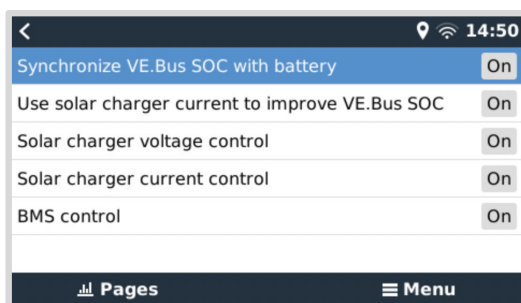 14:50
Synchronize VE.Bus SOC with battery On
Use solar charger current to improve VE.Bus SOC On
Solar charger voltage control On
Solar charger current control On
BMS control On
Pages Menu